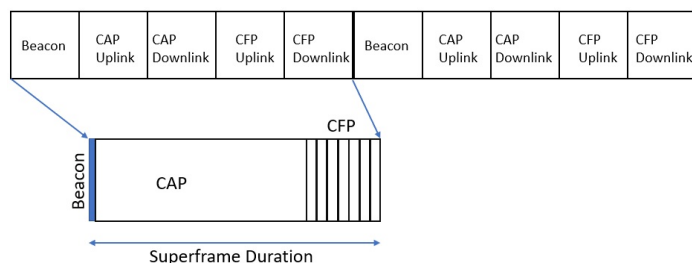 Beacon
CAP
Uplink
CAP
Downlink
CFP
Uplink
CFP
Downlink
Beacon
CAP
Uplink
CAP
Downlink
CFP
Uplink
CFP
Downlink
CFP
Beacon
CAP
Superframe Duration